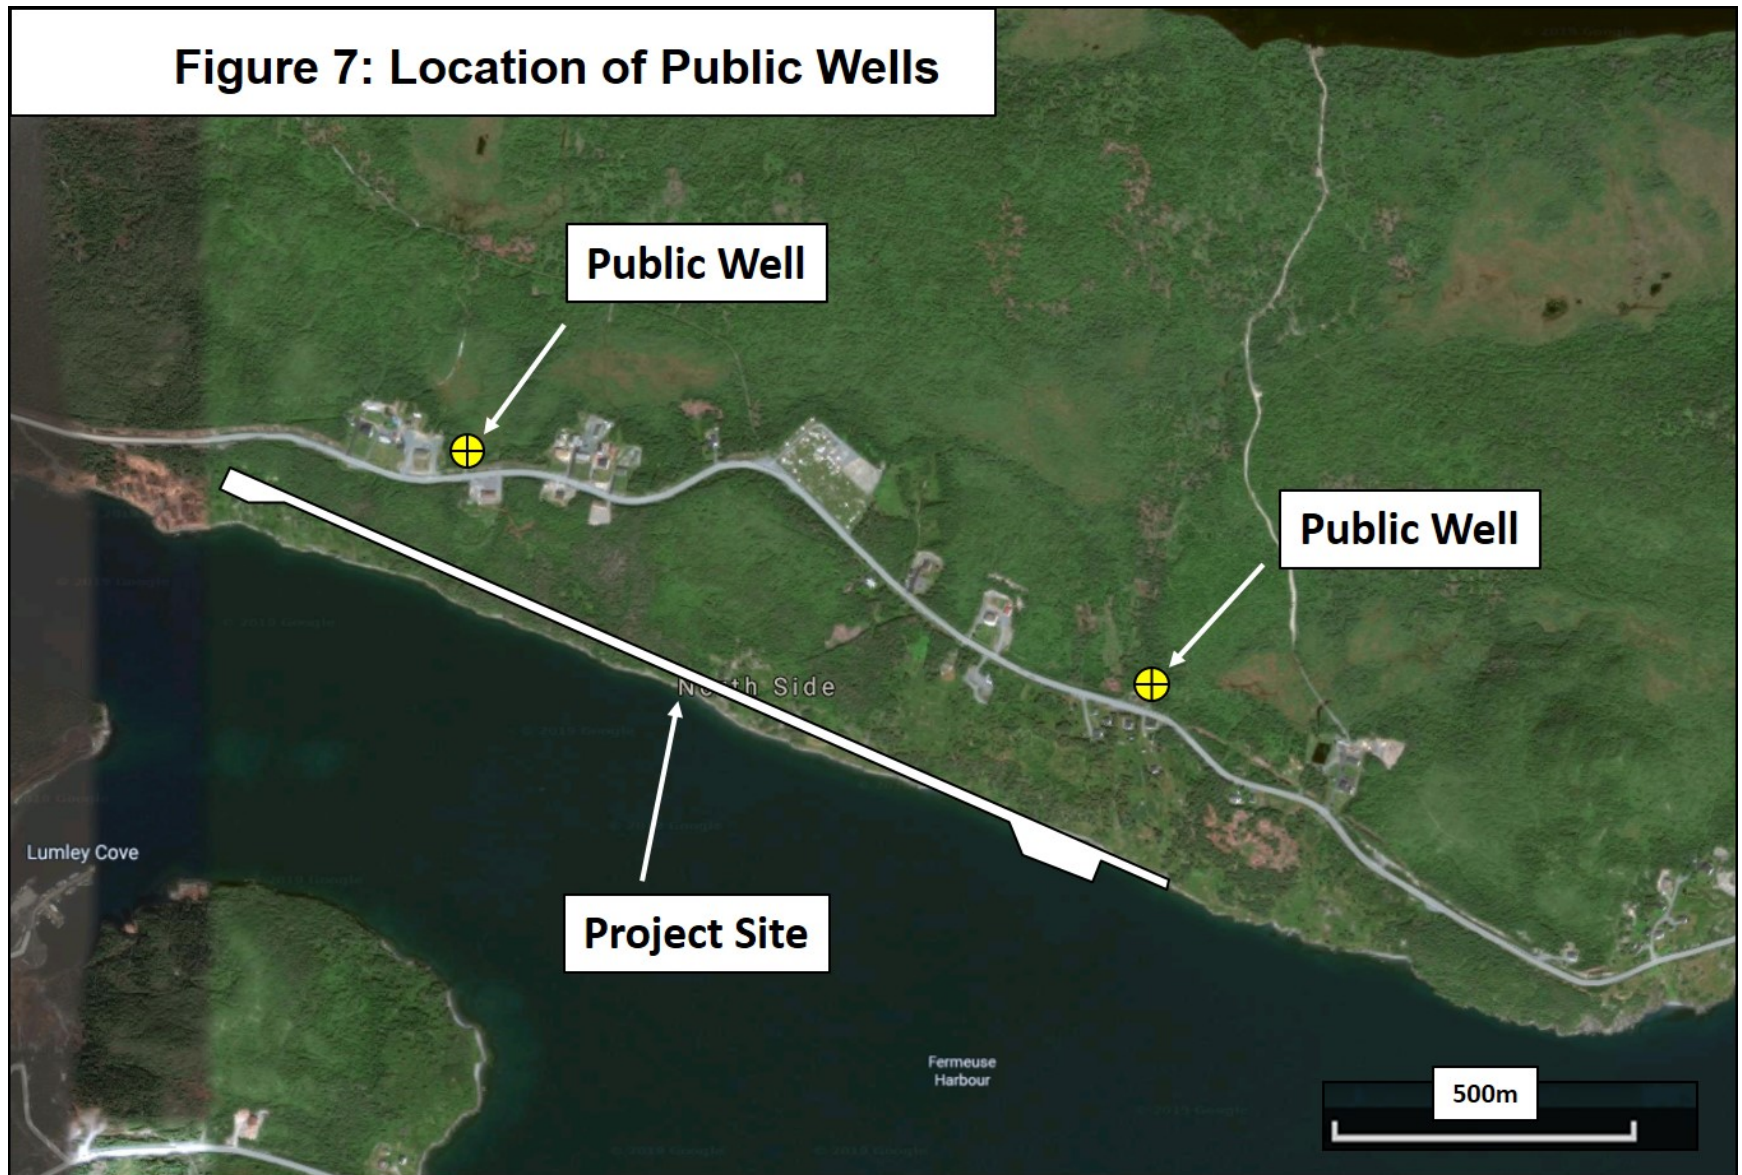 Figure 7: Location of Public Wells
Public Well
Public Well
North Side
Lumley Cove
Project Site
Fermeuse
Harbour
500m